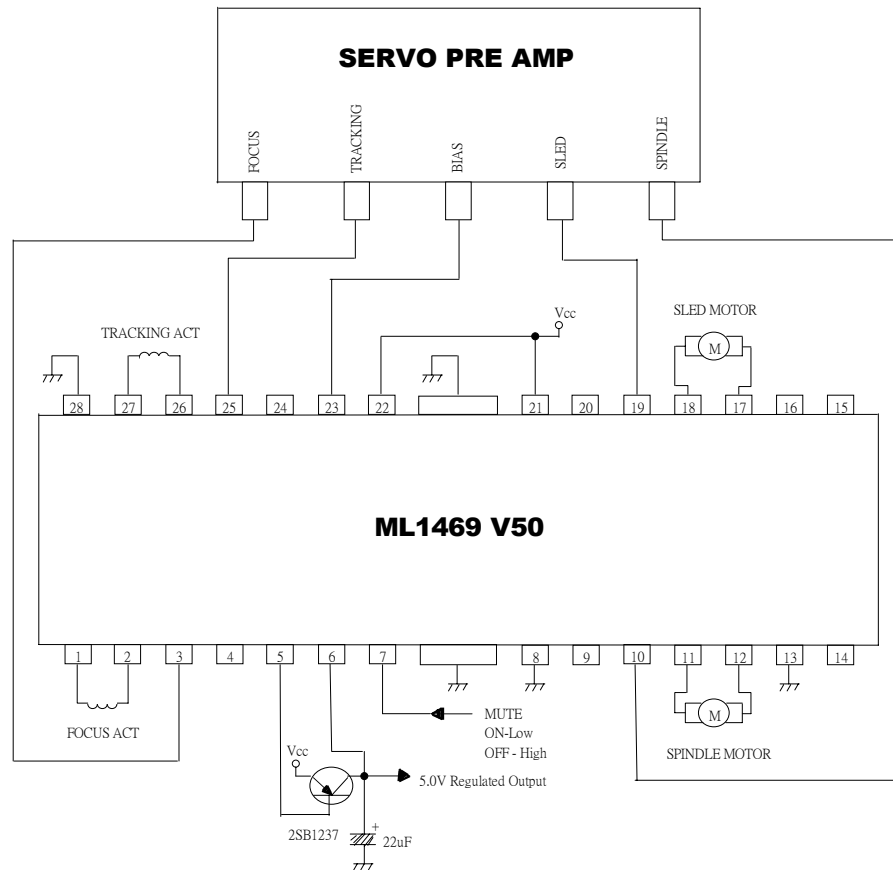 SERVO PRE AMP
FOCUS
TRACKING
BIAS
SLED
SPINDLE
Vcc
SLED MOTOR
TRACKING ACT
M
28 27 26 25 24 23 22 21 20 19 18 17 16 15
ML1469 V50
1 2 3 4 5 6 7 8 9 10 11 12 13 14
MUTE
ON-Low
OFF - High
M
FOCUS ACT
SPINDLE MOTOR
Vcc
5.0V Regulated Output
2SB1237
+
22uF